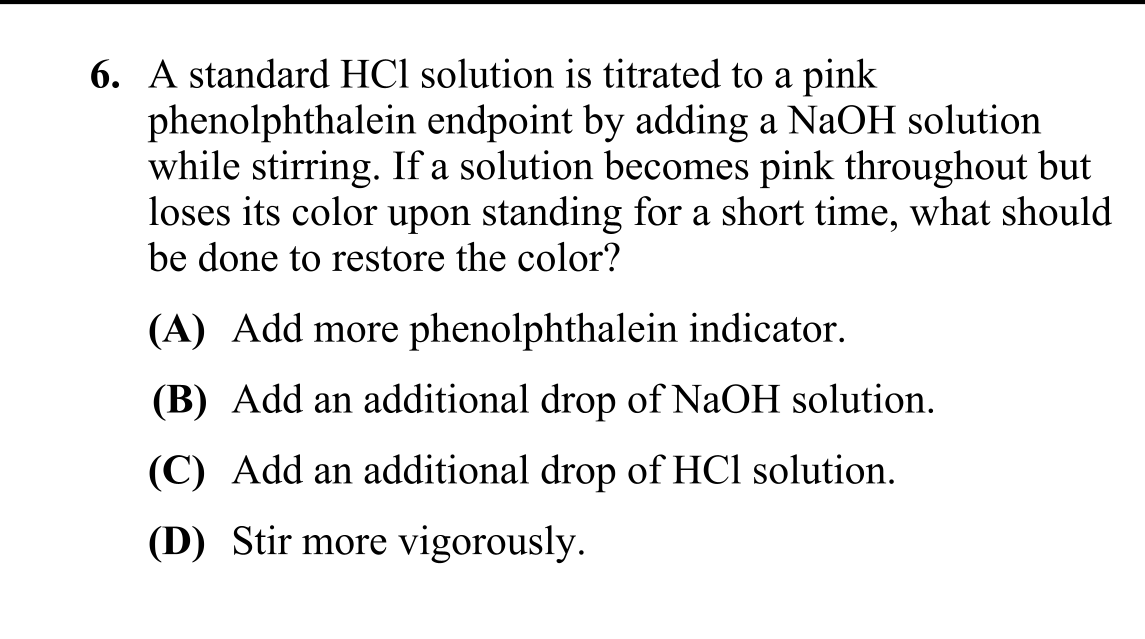 6. A standard HCl solution is titrated to a pink
phenolphthalein endpoint by adding a NaOH solution
while stirring. If a solution becomes pink throughout but
loses its color upon standing for a short time, what should
be done to restore the color?
(A) Add more phenolphthalein indicator.
(B) Add an additional drop of NaOH solution.
(C) Add an additional drop of HCl solution.
(D) Stir more vigorously.